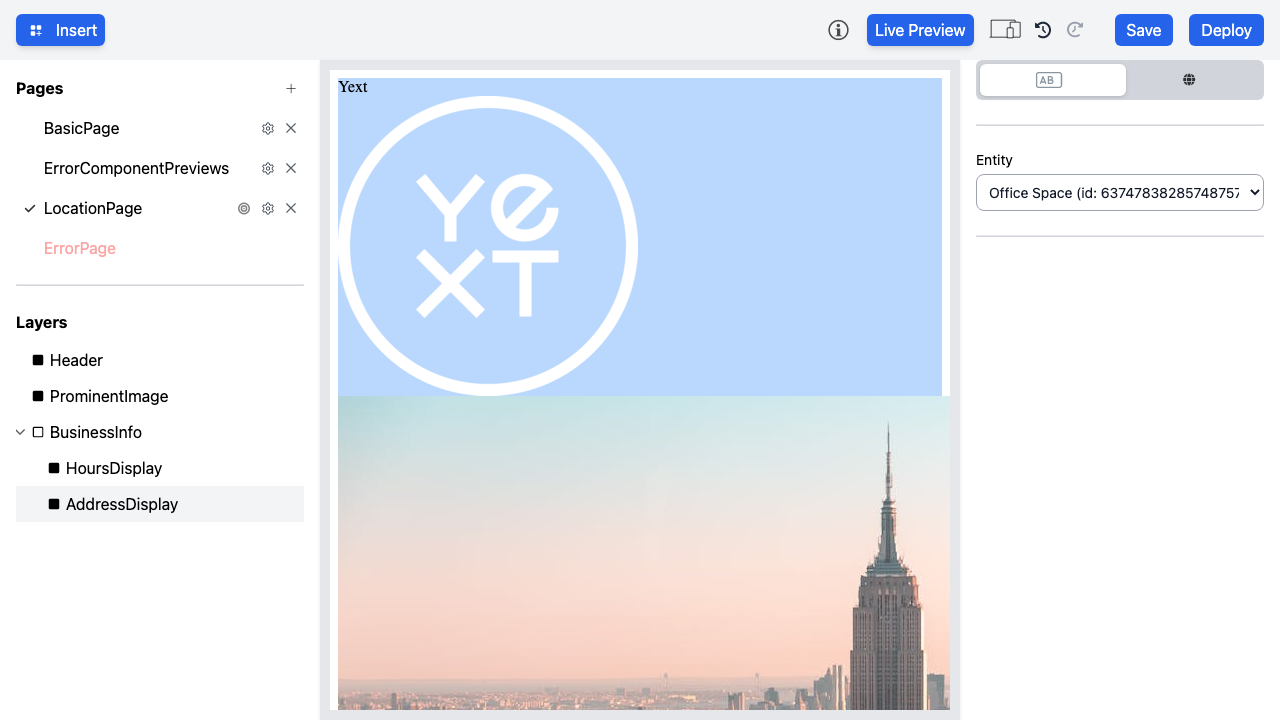 Insert
Live Preview
Save
Deploy
Pages
BasicPage
ErrorComponentPreviews
LocationPage
ErrorPage
Layers
Header
ProminentImage
BusinessInfo
HoursDisplay
AddressDisplay
Yext
YEXT
AB
Entity
Office Space (id: 63747838285748757